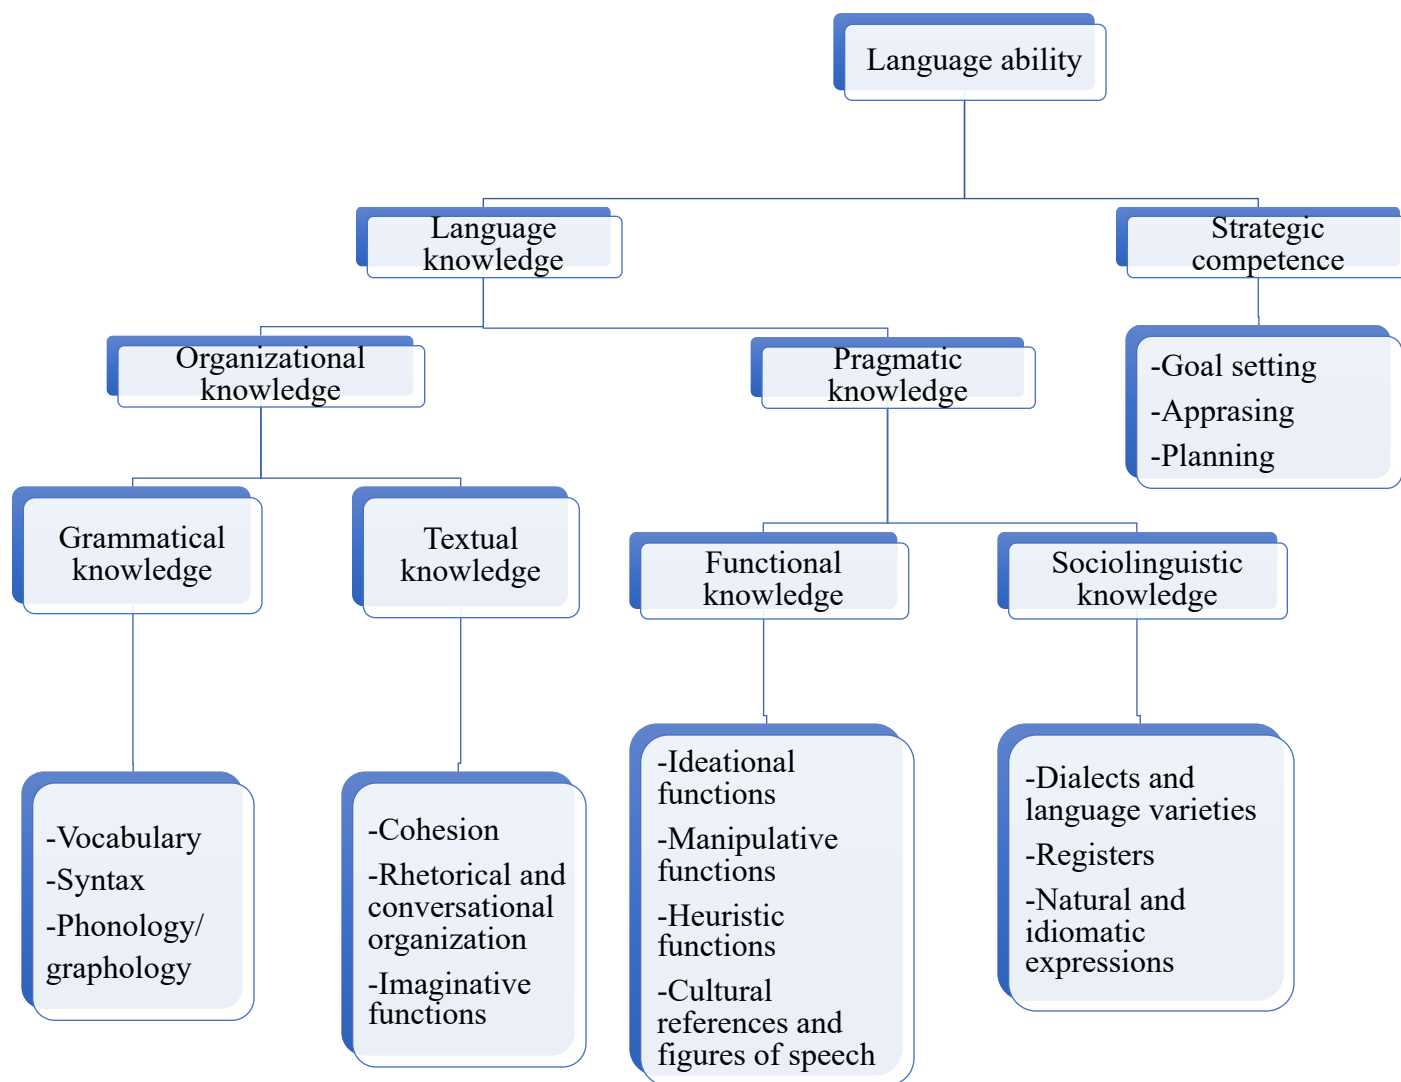 Language ability
Language
knowledge
Strategic
competence
Organizational
knowledge
Pragmatic
knowledge
-Goal setting
-Apprasing
-Planning
Grammatical
knowledge
Textual
knowledge
Functional
knowledge
Sociolinguistic
knowledge
-Vocabulary
-Syntax
-Phonology/
graphology
-Cohesion
-Rhetorical and
conversational
organization
-Imaginative
functions
-Ideational
functions
-Manipulative
functions
-Heuristic
functions
-Cultural
references and
figures of speech
-Dialects and
language varieties
-Registers
-Natural and
idiomatic
expressions